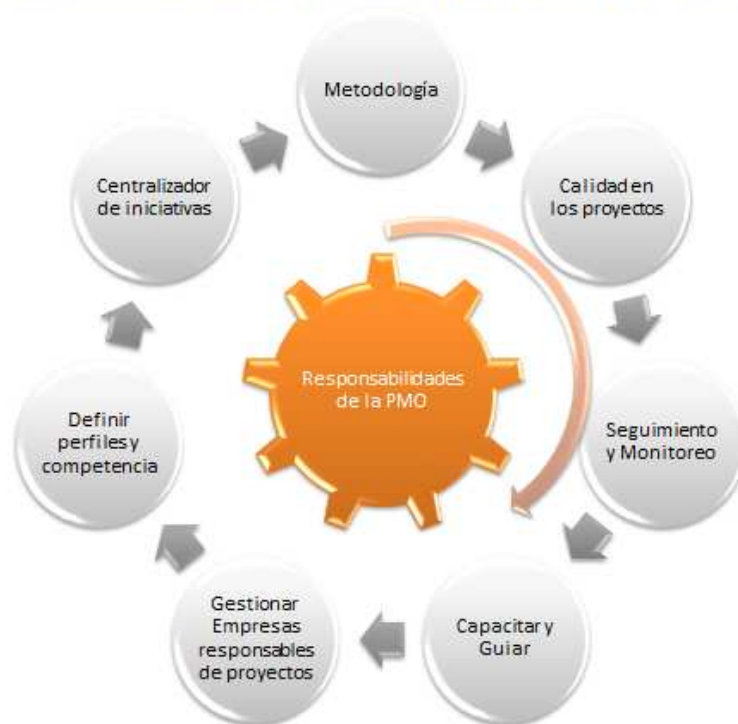 Metodología
Calidad en
los proyectos
Seguimiento
y Monitoreo
Capacitar y
Guiar
Gestionar
Empresas
responsables
de proyectos
Definir
perfiles y
competencia
Centralizador
de iniciativas
Responsabilidades
de la PMO